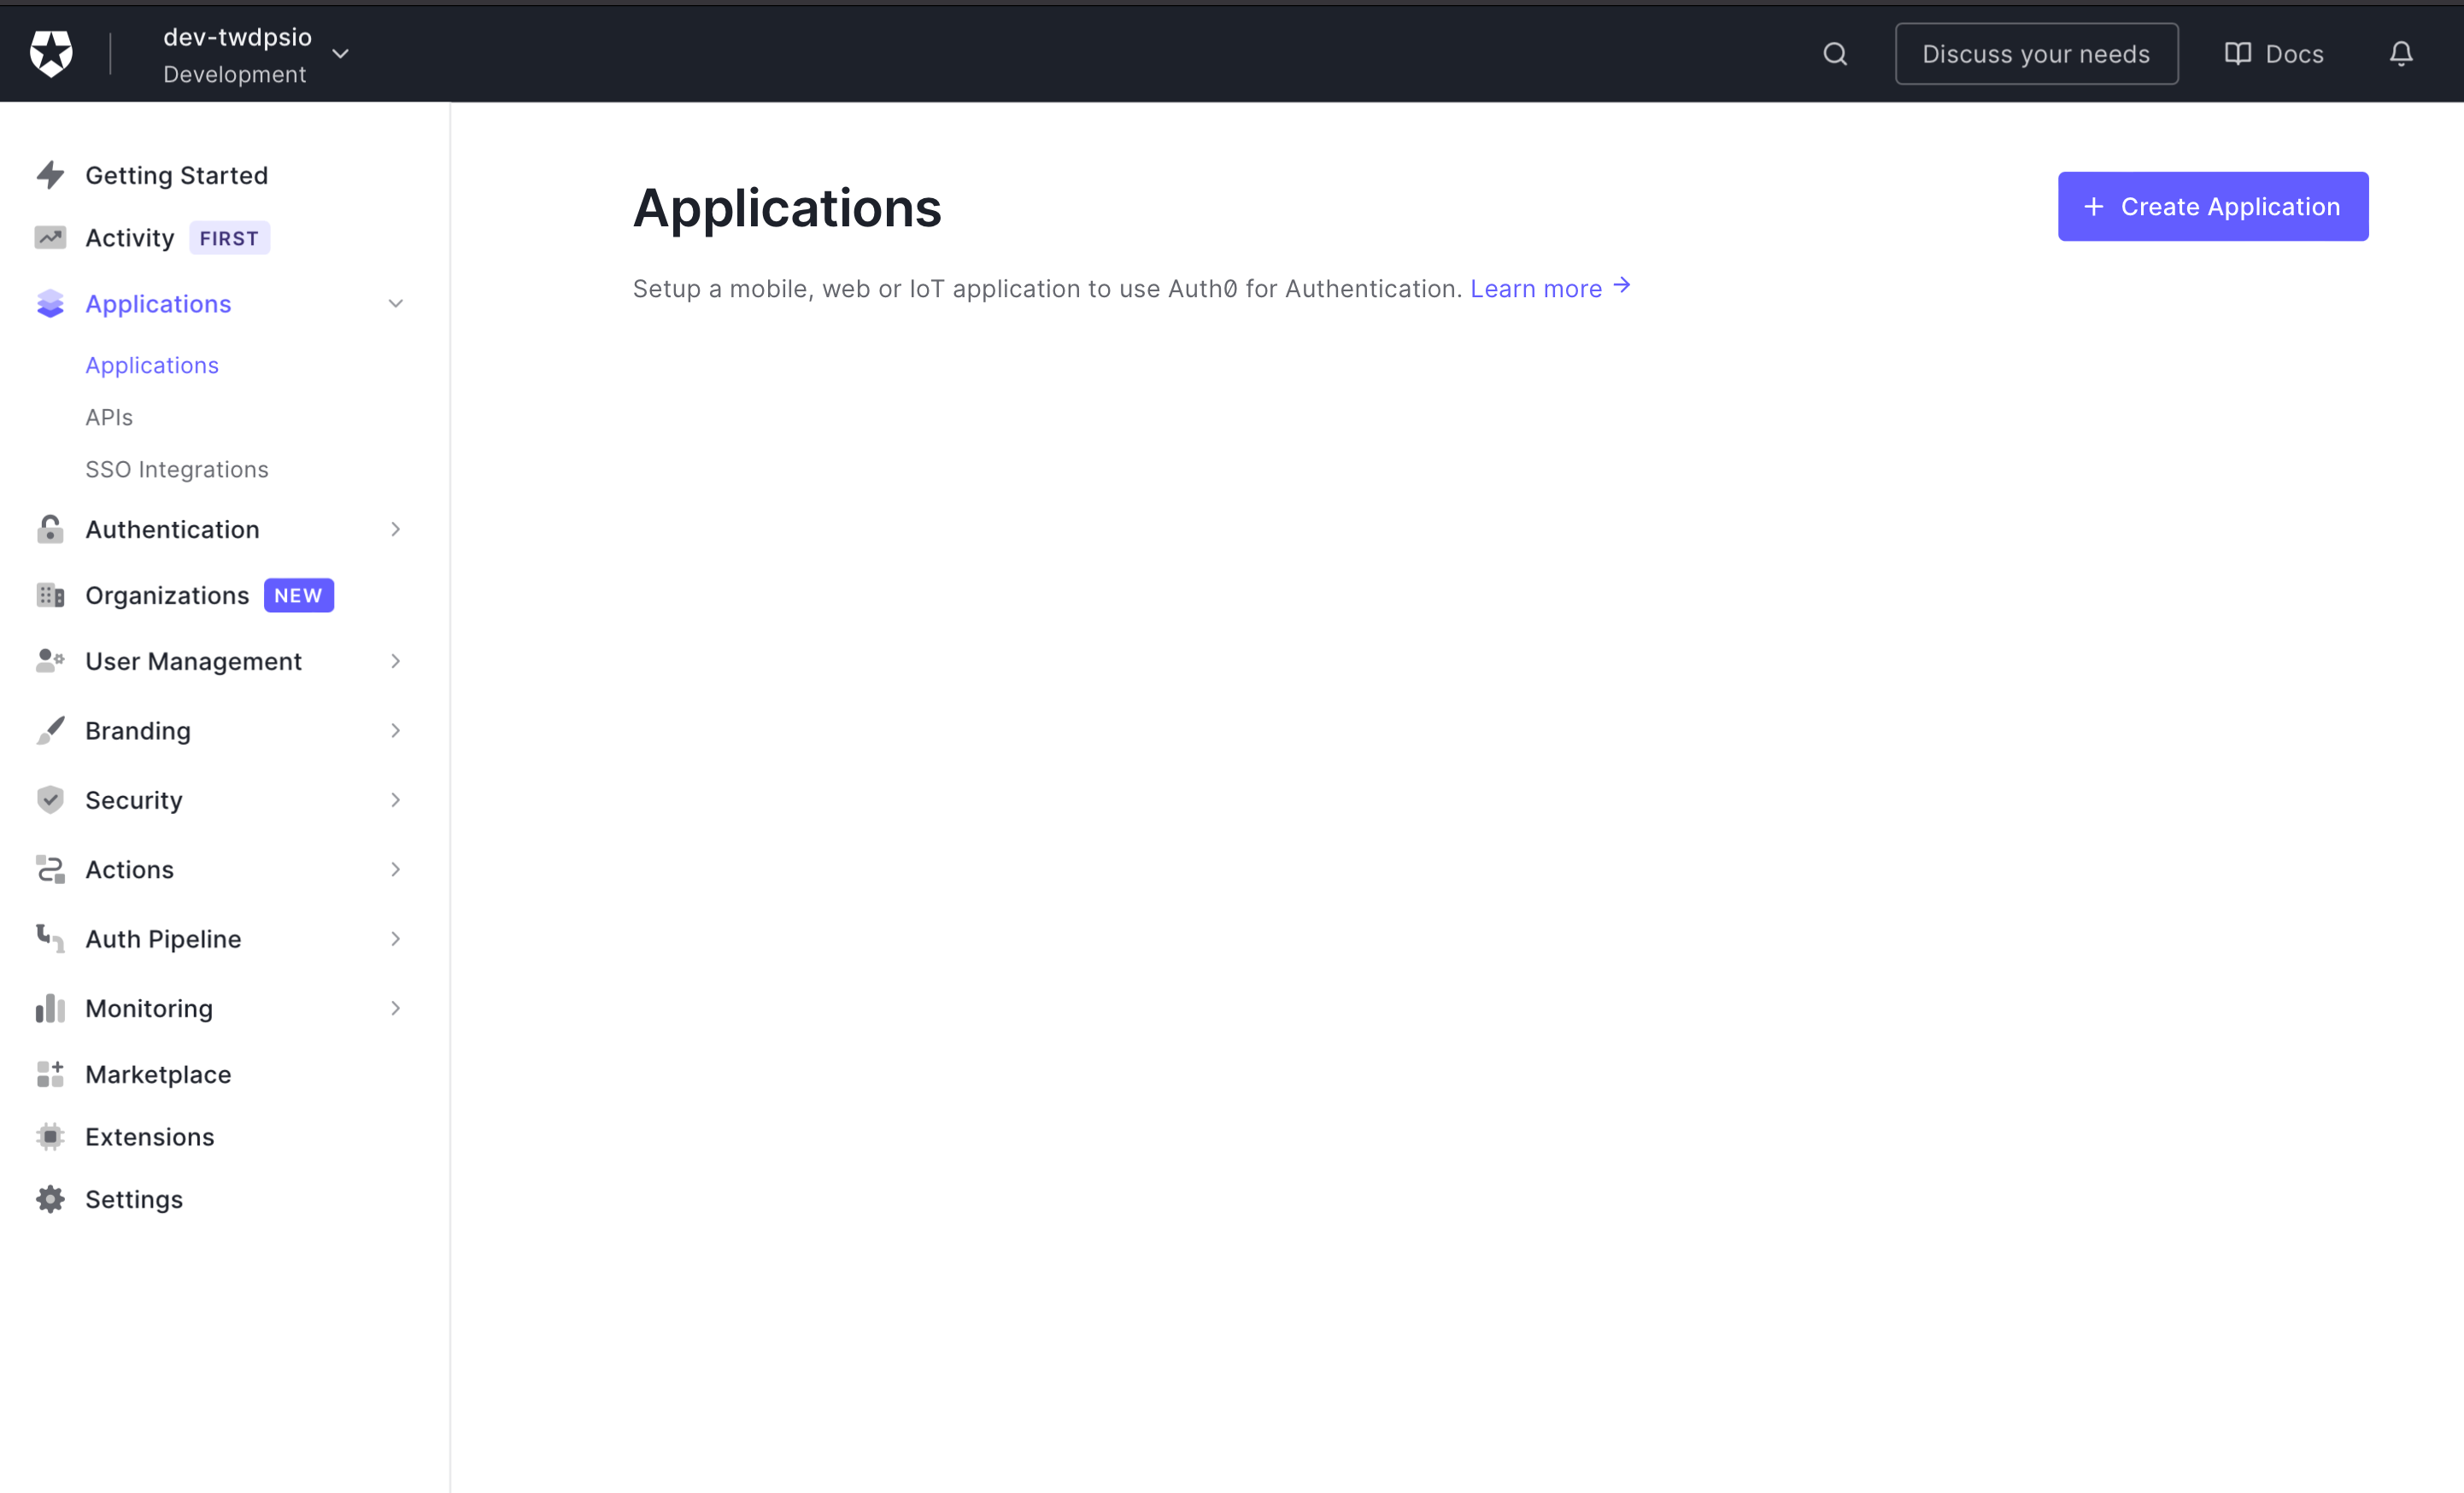 dev-twdpsio
Development
Discuss your needs
Docs
Getting Started
Activity FIRST
Applications
Applications
APIs
SSO Integrations
Authentication
Organizations NEW
User Management
Branding
Security
Actions
Auth Pipeline
Monitoring
Marketplace
Extensions
Settings
Applications
+ Create Application
Setup a mobile, web or IoT application to use Auth0 for Authentication. Learn more →